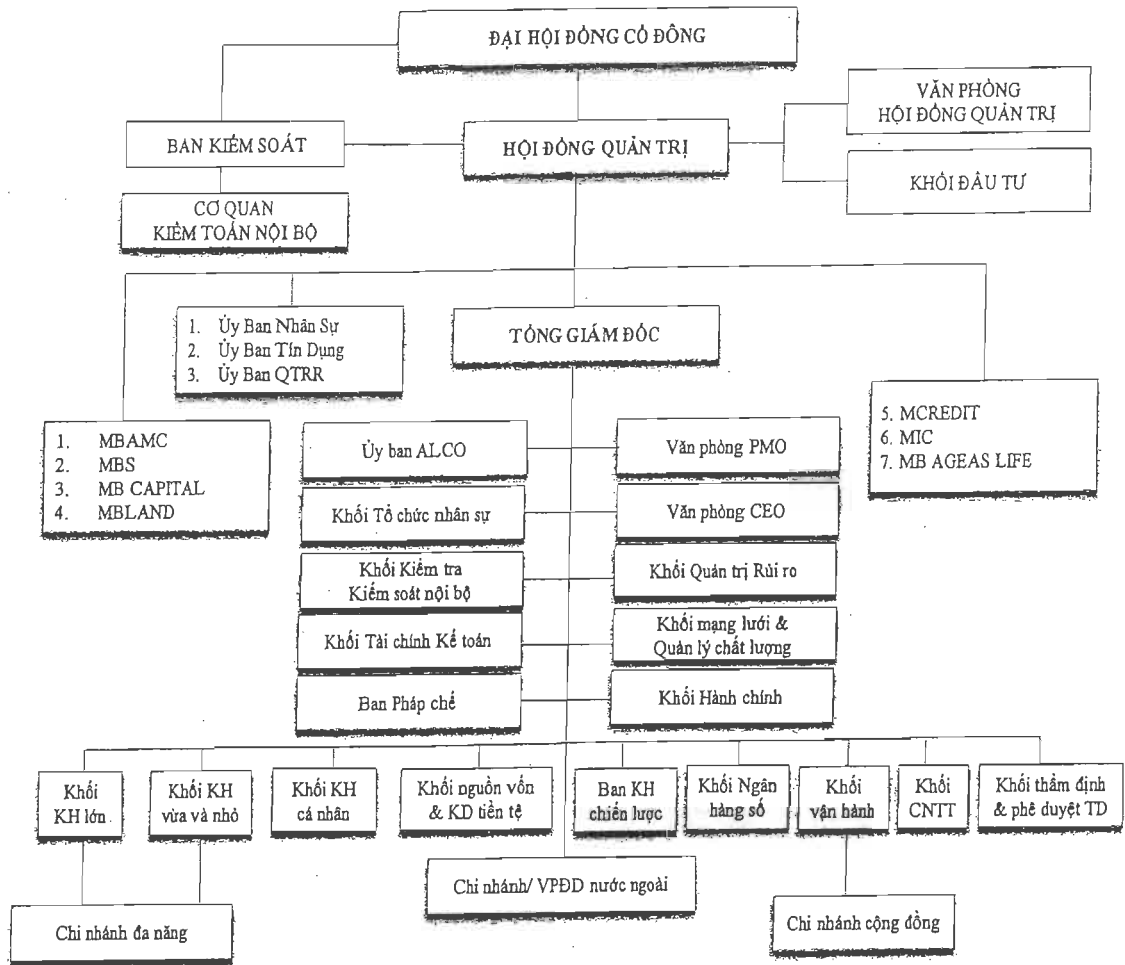 ĐẠI HỘI ĐỒNG CỔ ĐÔNG
VĂN PHÒNG
HỘI ĐỒNG QUẢN TRỊ
BAN KIỂM SOÁT
HỘI ĐỒNG QUẢN TRỊ
KHỐI ĐẦU TƯ
CƠ QUAN
KIỂM TOÁN NỘI BỘ
1. Ủy Ban Nhân Sự
2. Ủy Ban Tín Dụng
3. Ủy Ban QTRR
TỔNG GIÁM ĐỐC
1. MBAMC
2. MBS
3. MB CAPITAL
4. MBLAND
5. MCREDIT
6. MIC
7. MB AGEAS LIFE
Ủy ban ALCO
Văn phòng PMO
Khối Tổ chức nhân sự
Văn phòng CEO
Khối Kiểm tra
Kiểm soát nội bộ
Khối Quản trị Rủi ro
Khối Tài chính Kế toán
Khối mạng lưới &
Quản lý chất lượng
Ban Pháp chế
Khối Hành chính
Khối
KH lớn
Khối KH
vừa và nhỏ
Khối KH
cá nhân
Khối nguồn vốn
& KD tiền tệ
Ban KH
chiến lược
Khối Ngân
hàng số
Khối
vận hành
Khối
CNTT
Khối thẩm định
& phê duyệt TD
Chi nhánh/ VPĐD nước ngoài
Chi nhánh đa năng
Chi nhánh cộng đồng